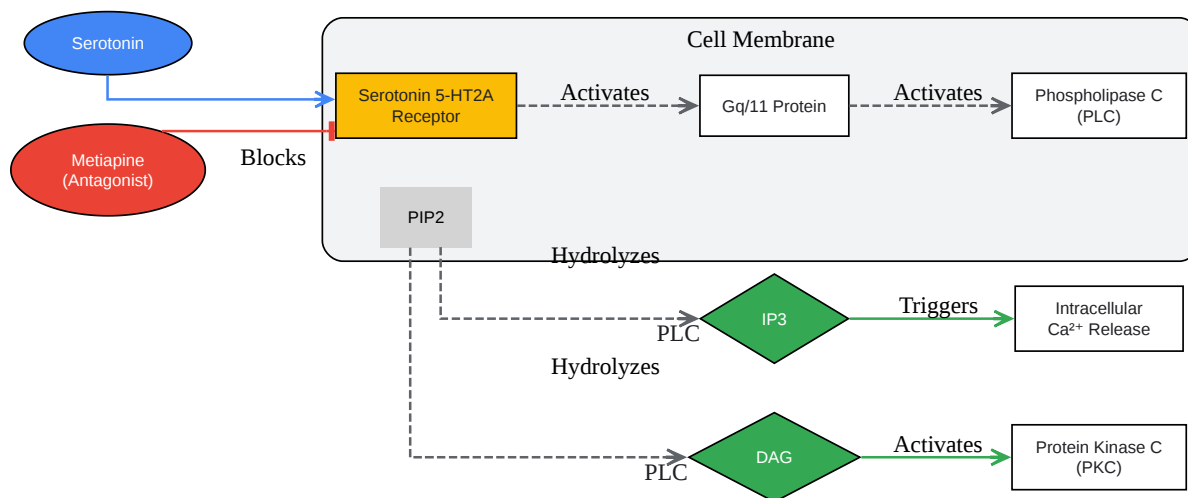 Serotonin
Cell Membrane
Serotonin 5-HT2A
Receptor
Activates
Gq/11 Protein
Activates
Phospholipase C
(PLC)
Metiapine
(Antagonist)
Blocks
PIP2
Hydrolyzes
PLC
IP3
Triggers
Intracellular
Ca²⁺ Release
Hydrolyzes
PLC
DAG
Activates
Protein Kinase C
(PKC)